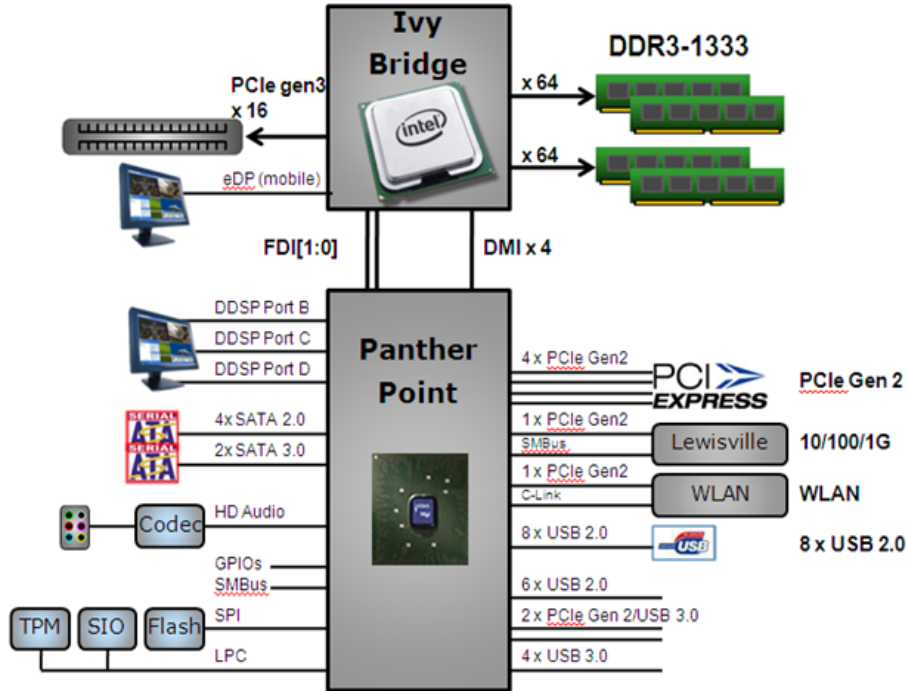 Ivy
Bridge
DDR3-1333
PCIe gen3
x 16
x 64
intel
x 64
eDP (mobile)
FDI[1:0]
DMI x 4
DDSP Port B
DDSP Port C
DDSP Port D
Panther
Point
4 x PCIe Gen2
PCI
EXPRESS
PCIe Gen 2
SERIAL
ATA
4x SATA 2.0
SERIAL
ATA
2x SATA 3.0
1 x PCIe Gen2
SMBus
Lewisville
10/100/1G
1 x PCIe Gen2
C-Link
WLAN
WLAN
Codec
HD Audio
8 x USB 2.0
USB
8 x USB 2.0
GPIOs
SMBus
6 x USB 2.0
TPM
SIO
Flash
SPI
2 x PCIe Gen 2/USB 3.0
LPC
4 x USB 3.0